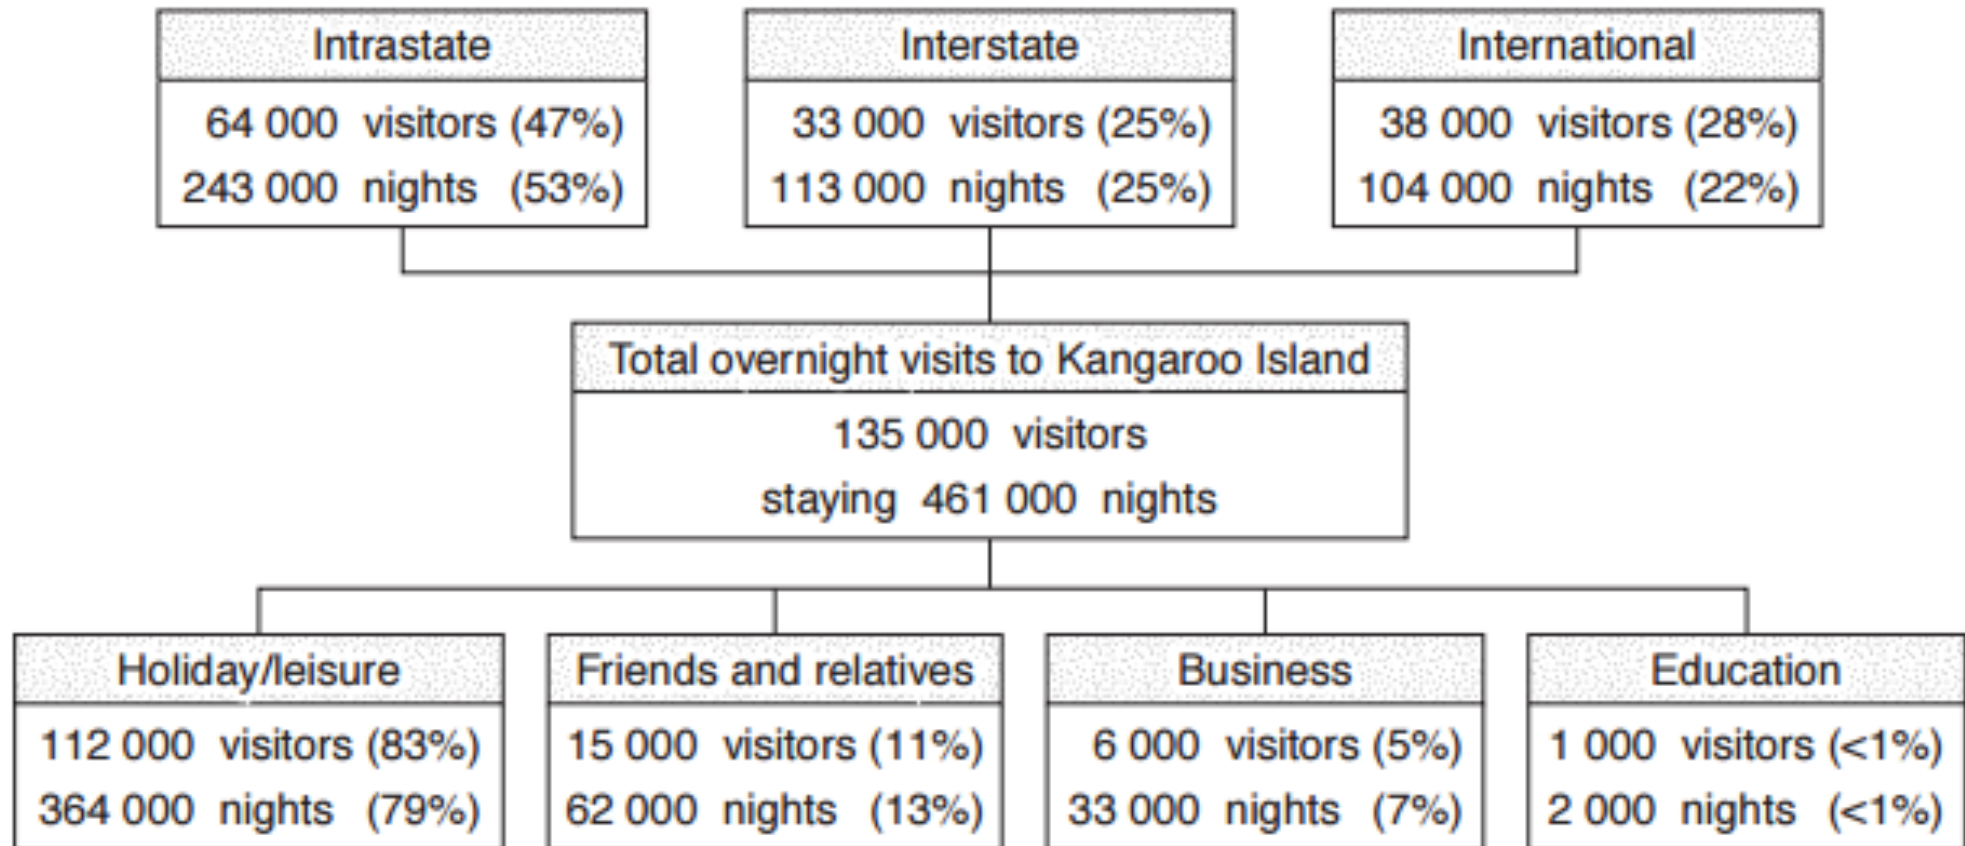 Intrastate
64 000 visitors (47%)
243 000 nights (53%)
Interstate
33 000 visitors (25%)
113 000 nights (25%)
International
38 000 visitors (28%)
104 000 nights (22%)
Total overnight visits to Kangaroo Island
135 000 visitors
staying 461 000 nights
Holiday/leisure
112 000 visitors (83%)
364 000 nights (79%)
Friends and relatives
15 000 visitors (11%)
62 000 nights (13%)
Business
6 000 visitors (5%)
33 000 nights (7%)
Education
1 000 visitors (<1%)
2 000 nights (<1%)